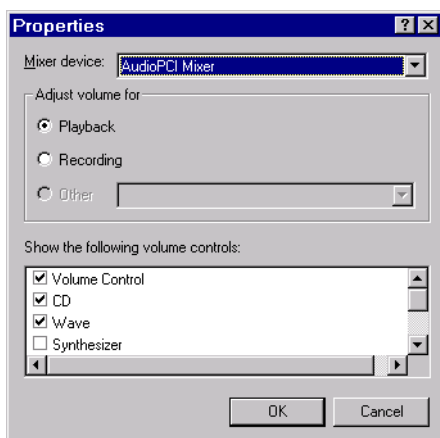 Properties
Mixer device: AudioPCI Mixer
Adjust volume for
Playback
Recording
Other
Show the following volume controls:
Volume Control
CD
Wave
Synthesizer
OK Cancel